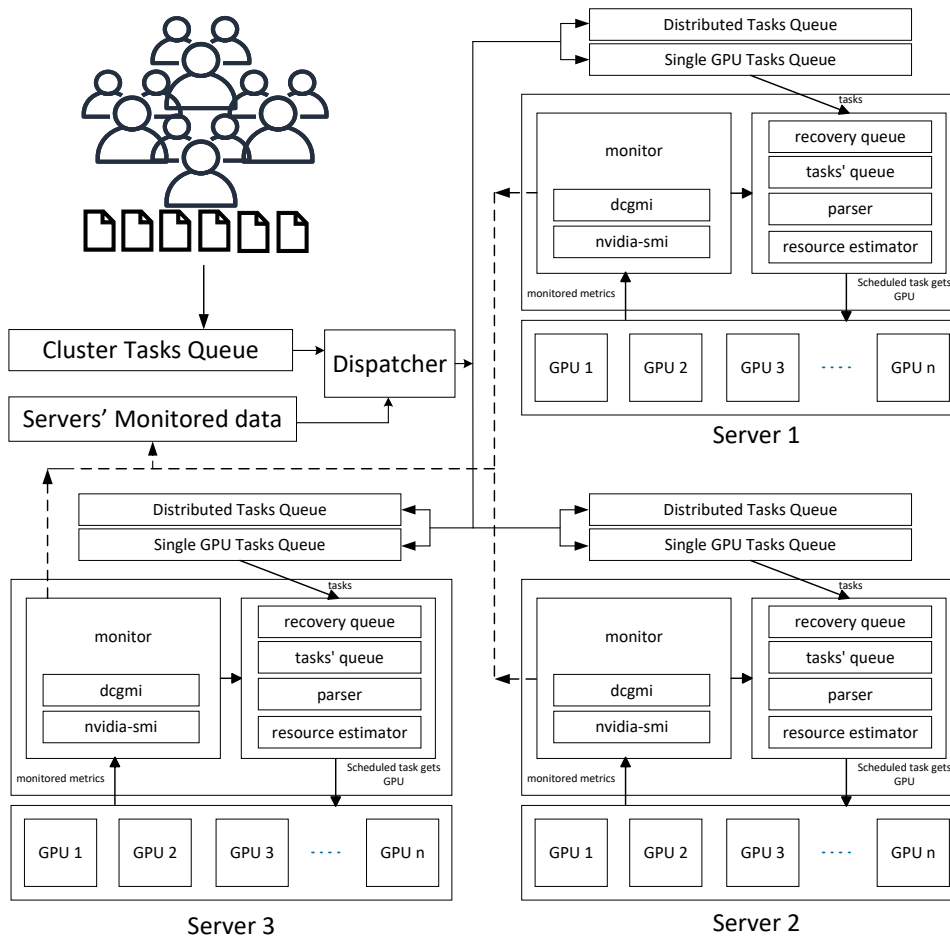 Distributed Tasks Queue
Single GPU Tasks Queue
tasks
monitor
dcgmi
nvidia-smi
recovery queue
tasks' queue
parser
resource estimator
monitored metrics
Scheduled task gets
GPU
GPU 1
GPU 2
GPU 3
GPU n
Server 1
Cluster Tasks Queue
Dispatcher
Servers’ Monitored data
Distributed Tasks Queue
Single GPU Tasks Queue
tasks
monitor
dcgmi
nvidia-smi
recovery queue
tasks' queue
parser
resource estimator
monitored metrics
Scheduled task gets
GPU
GPU 1
GPU 2
GPU 3
GPU n
Server 3
Distributed Tasks Queue
Single GPU Tasks Queue
tasks
monitor
dcgmi
nvidia-smi
recovery queue
tasks' queue
parser
resource estimator
monitored metrics
Scheduled task gets
GPU
GPU 1
GPU 2
GPU 3
GPU n
Server 2